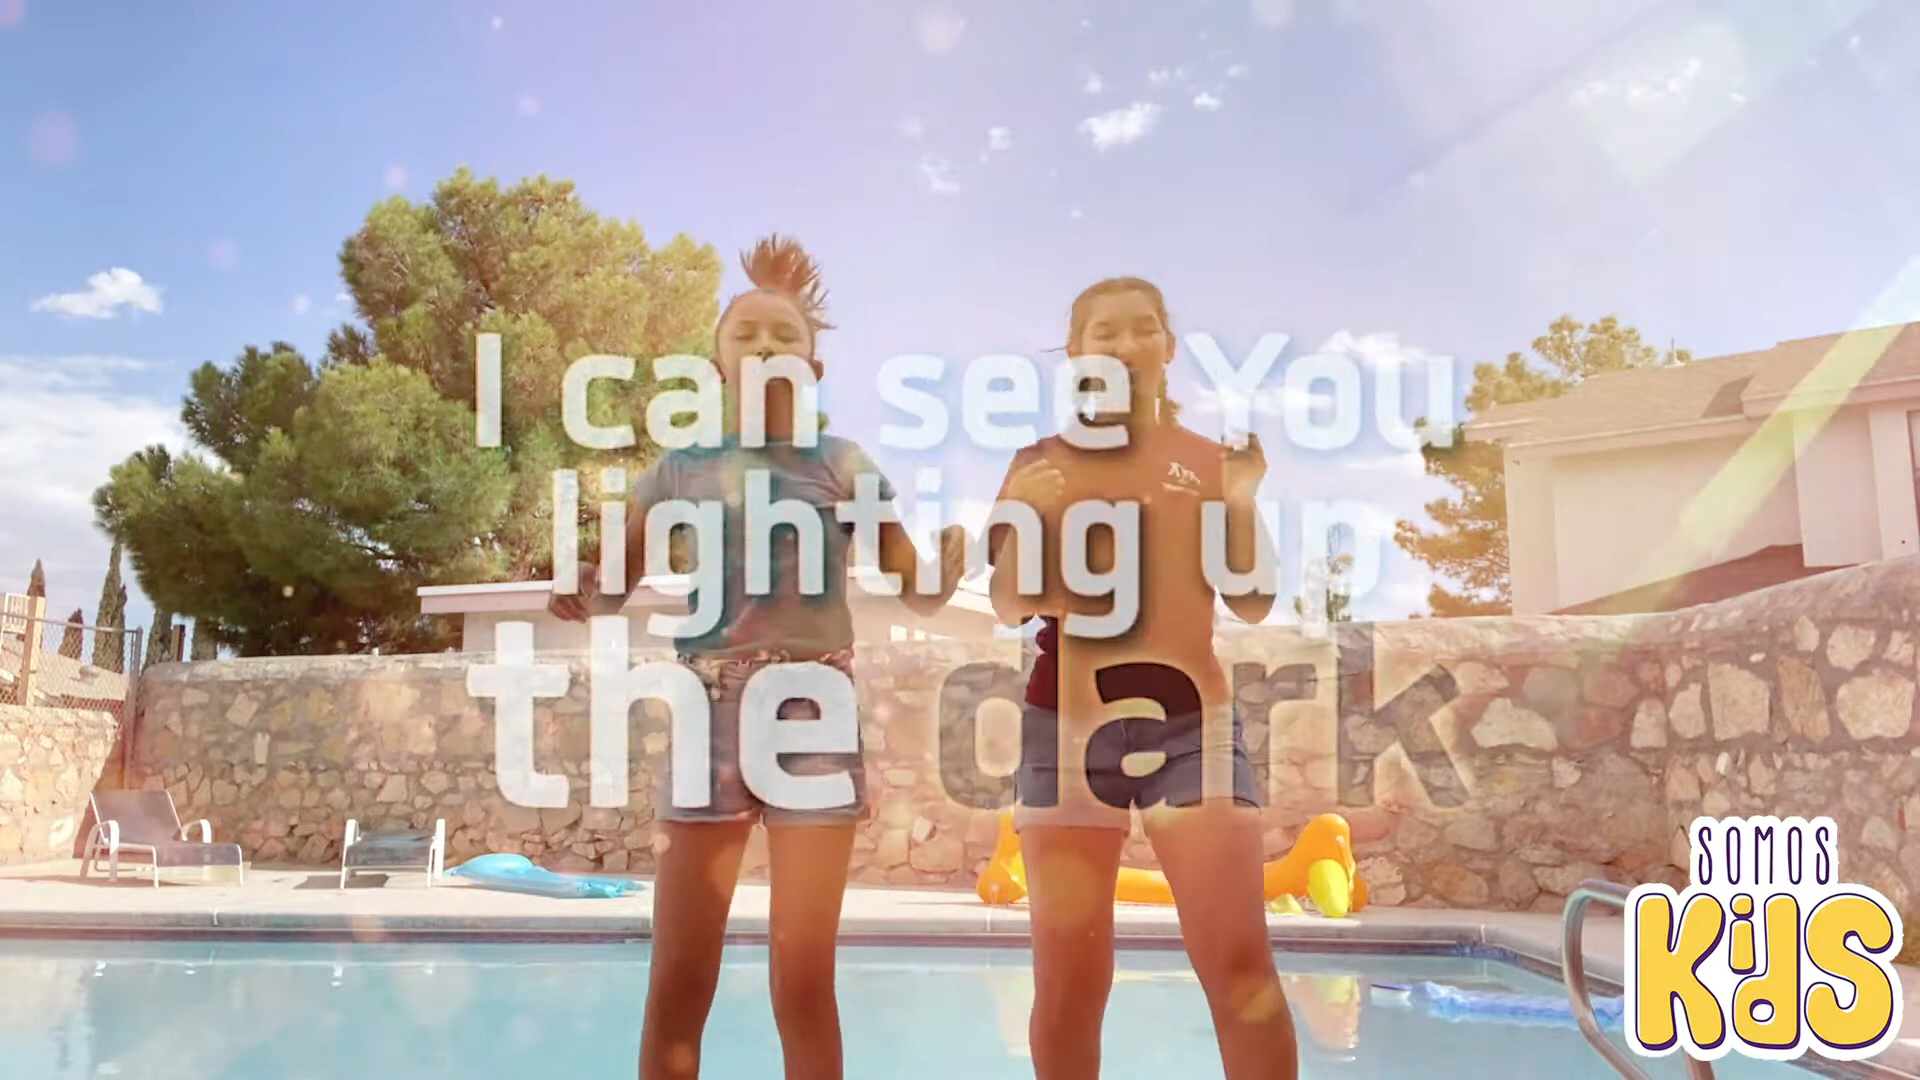 I can see You
lighting up
the dark
SOMOS
KidS